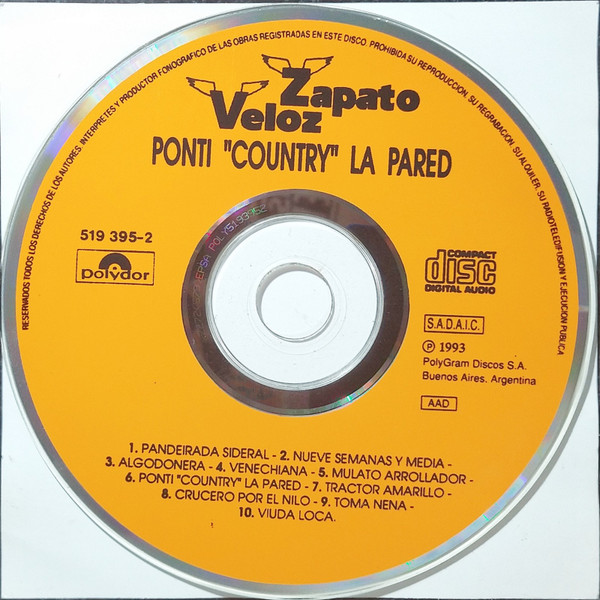 RESERVADOS TODOS LOS DERECHOS DE LOS AUTORES, INTERPRETES Y PRODUCTOR FONOGRAFICO DE LAS OBRAS REGISTRADAS EN ESTE DISCO. PROHIBIDA SU REPRODUCCION, SU REGRABACION, SU ALQUILER, SU RADIOTELEDIFUSION Y EJECUCION PUBLICA
Zapato
Veloz
PONTI "COUNTRY" LA PARED
519 395-2
polydor
EPSA POLY5193952
COMPACT
disc
DIGITAL AUDIO
S.A.D.A.I.C.
℗ 1993
PolyGram Discos S.A.
Buenos Aires. Argentina
AAD
1. PANDEIRADA SIDERAL - 2. NUEVE SEMANAS Y MEDIA -
3. ALGODONERA - 4. VENECHIANA - 5. MULATO ARROLLADOR -
6. PONTI "COUNTRY" LA PARED - 7. TRACTOR AMARILLO -
8. CRUCERO POR EL NILO - 9. TOMA NENA -
10. VIUDA LOCA.